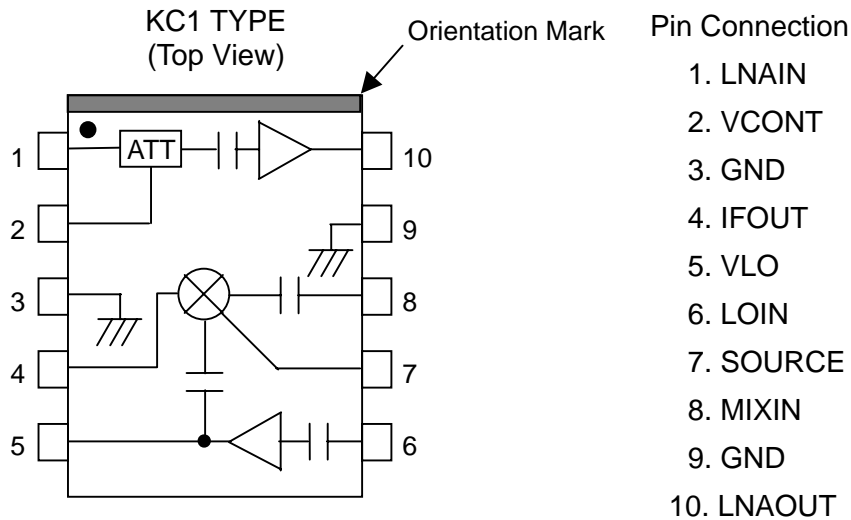 KC1 TYPE
(Top View)
Orientation Mark
Pin Connection
1. LNAIN
2. VCONT
3. GND
4. IFOUT
5. VLO
6. LOIN
7. SOURCE
8. MIXIN
9. GND
10. LNAOUT
ATT
1
2
3
4
5
10
9
8
7
6